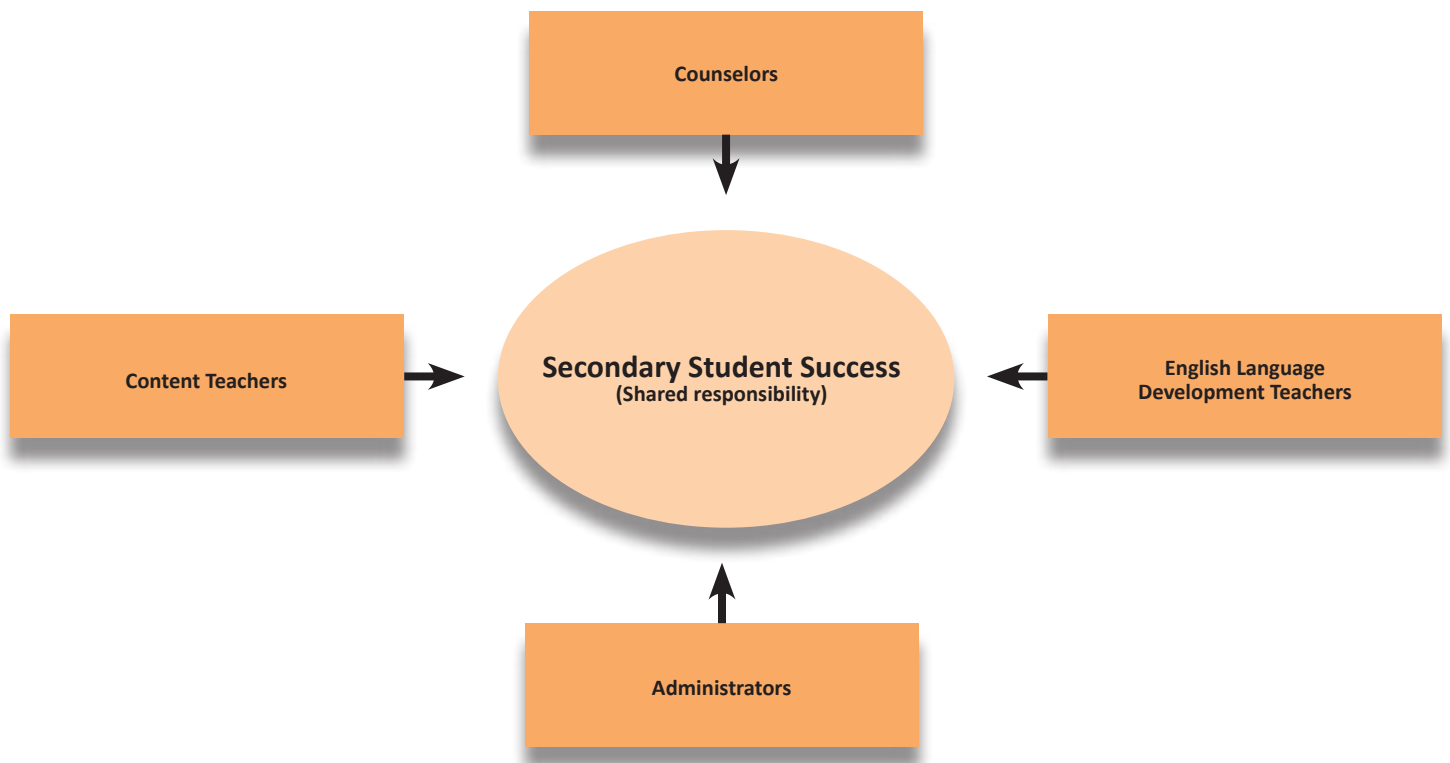 Counselors
Content Teachers
Secondary Student Success
(Shared responsibility)
English Language
Development Teachers
Administrators